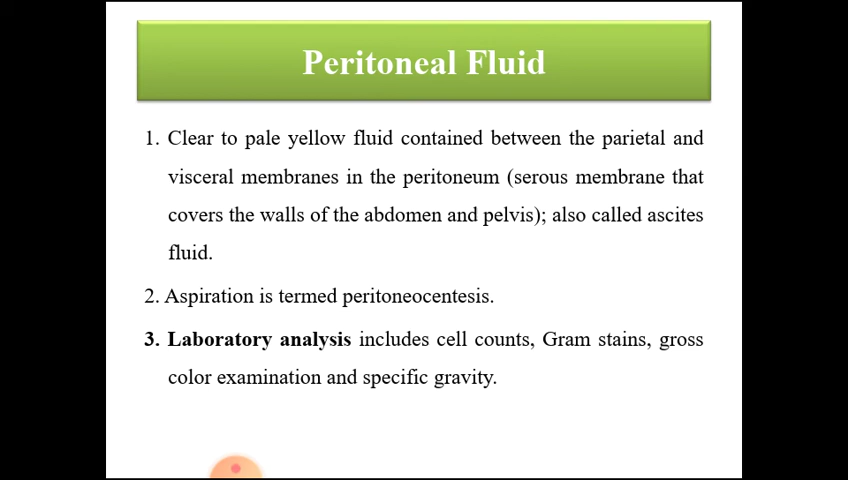 Peritoneal Fluid
1. Clear to pale yellow fluid contained between the parietal and
visceral membranes in the peritoneum (serous membrane that
covers the walls of the abdomen and pelvis); also called ascites
fluid.
2. Aspiration is termed peritoneocentesis.
3. Laboratory analysis includes cell counts, Gram stains, gross
color examination and specific gravity.